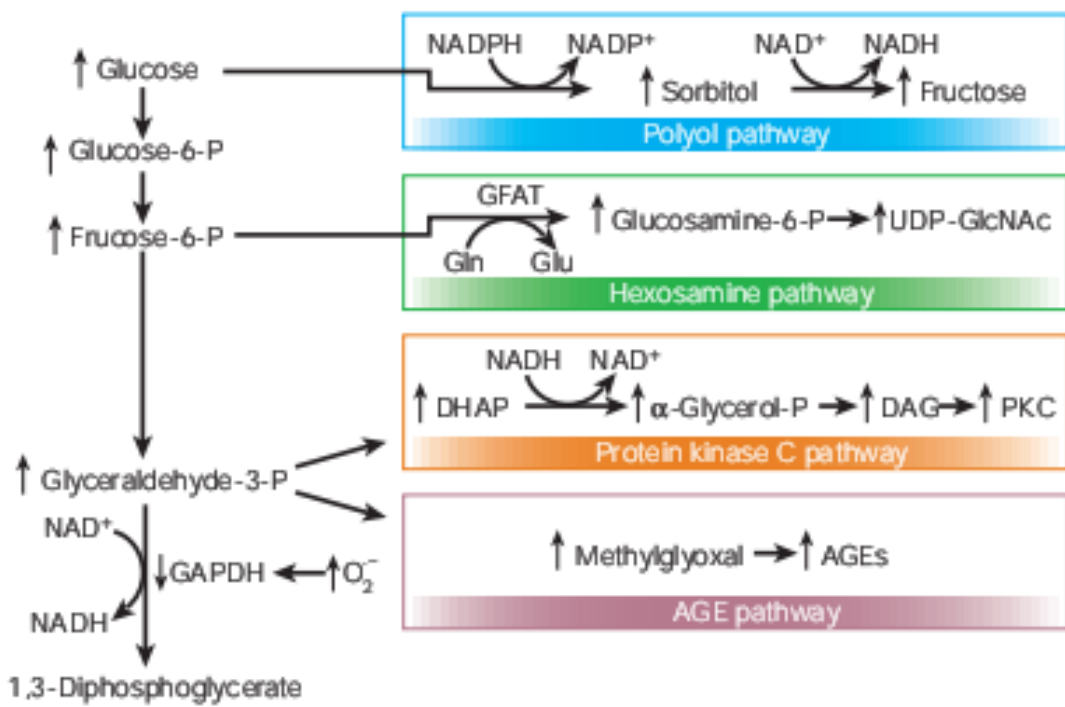 NADPH NADP⁺ NAD⁺ NADH
↑ Glucose
↑ Sorbitol ↑ Fructose
Polyol pathway
↑ Glucose-6-P
GFAT
↑ Glucosamine-6-P → ↑ UDP-GlcNAc
↑ Frucose-6-P
Gln Glu
Hexosamine pathway
NADH NAD⁺
↑ DHAP ↑ α-Glycerol-P → ↑ DAG → ↑ PKC
Protein kinase C pathway
↑ Glyceraldehyde-3-P
NAD⁺
↑ Methylglyoxal → ↑ AGEs
↓ GAPDH ← ↑ O₂⁻
AGE pathway
NADH
1,3-Diphosphoglycerate